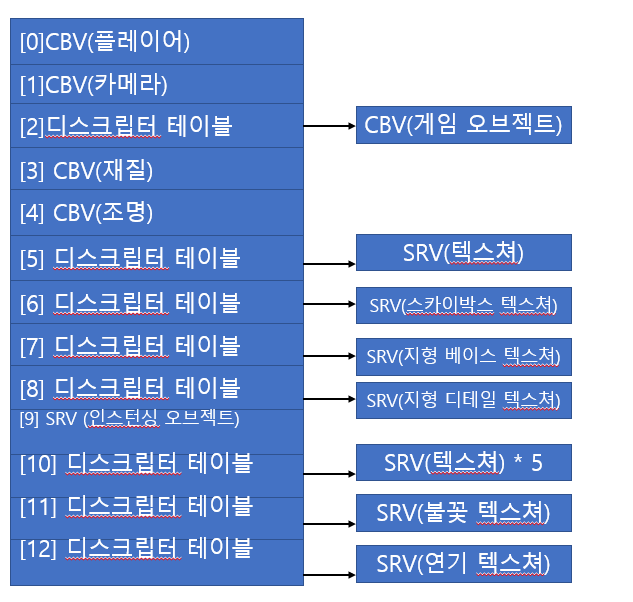 [0]CBV(플레이어)
[1]CBV(카메라)
[2]디스크립터 테이블
CBV(게임 오브젝트)
[3] CBV(재질)
[4] CBV(조명)
[5] 디스크립터 테이블
SRV(텍스쳐)
[6] 디스크립터 테이블
SRV(스카이박스 텍스쳐)
[7] 디스크립터 테이블
SRV(지형 베이스 텍스쳐)
[8] 디스크립터 테이블
SRV(지형 디테일 텍스쳐)
[9] SRV (인스턴싱 오브젝트)
[10] 디스크립터 테이블
SRV(텍스쳐) * 5
[11] 디스크립터 테이블
SRV(불꽃 텍스쳐)
[12] 디스크립터 테이블
SRV(연기 텍스쳐)